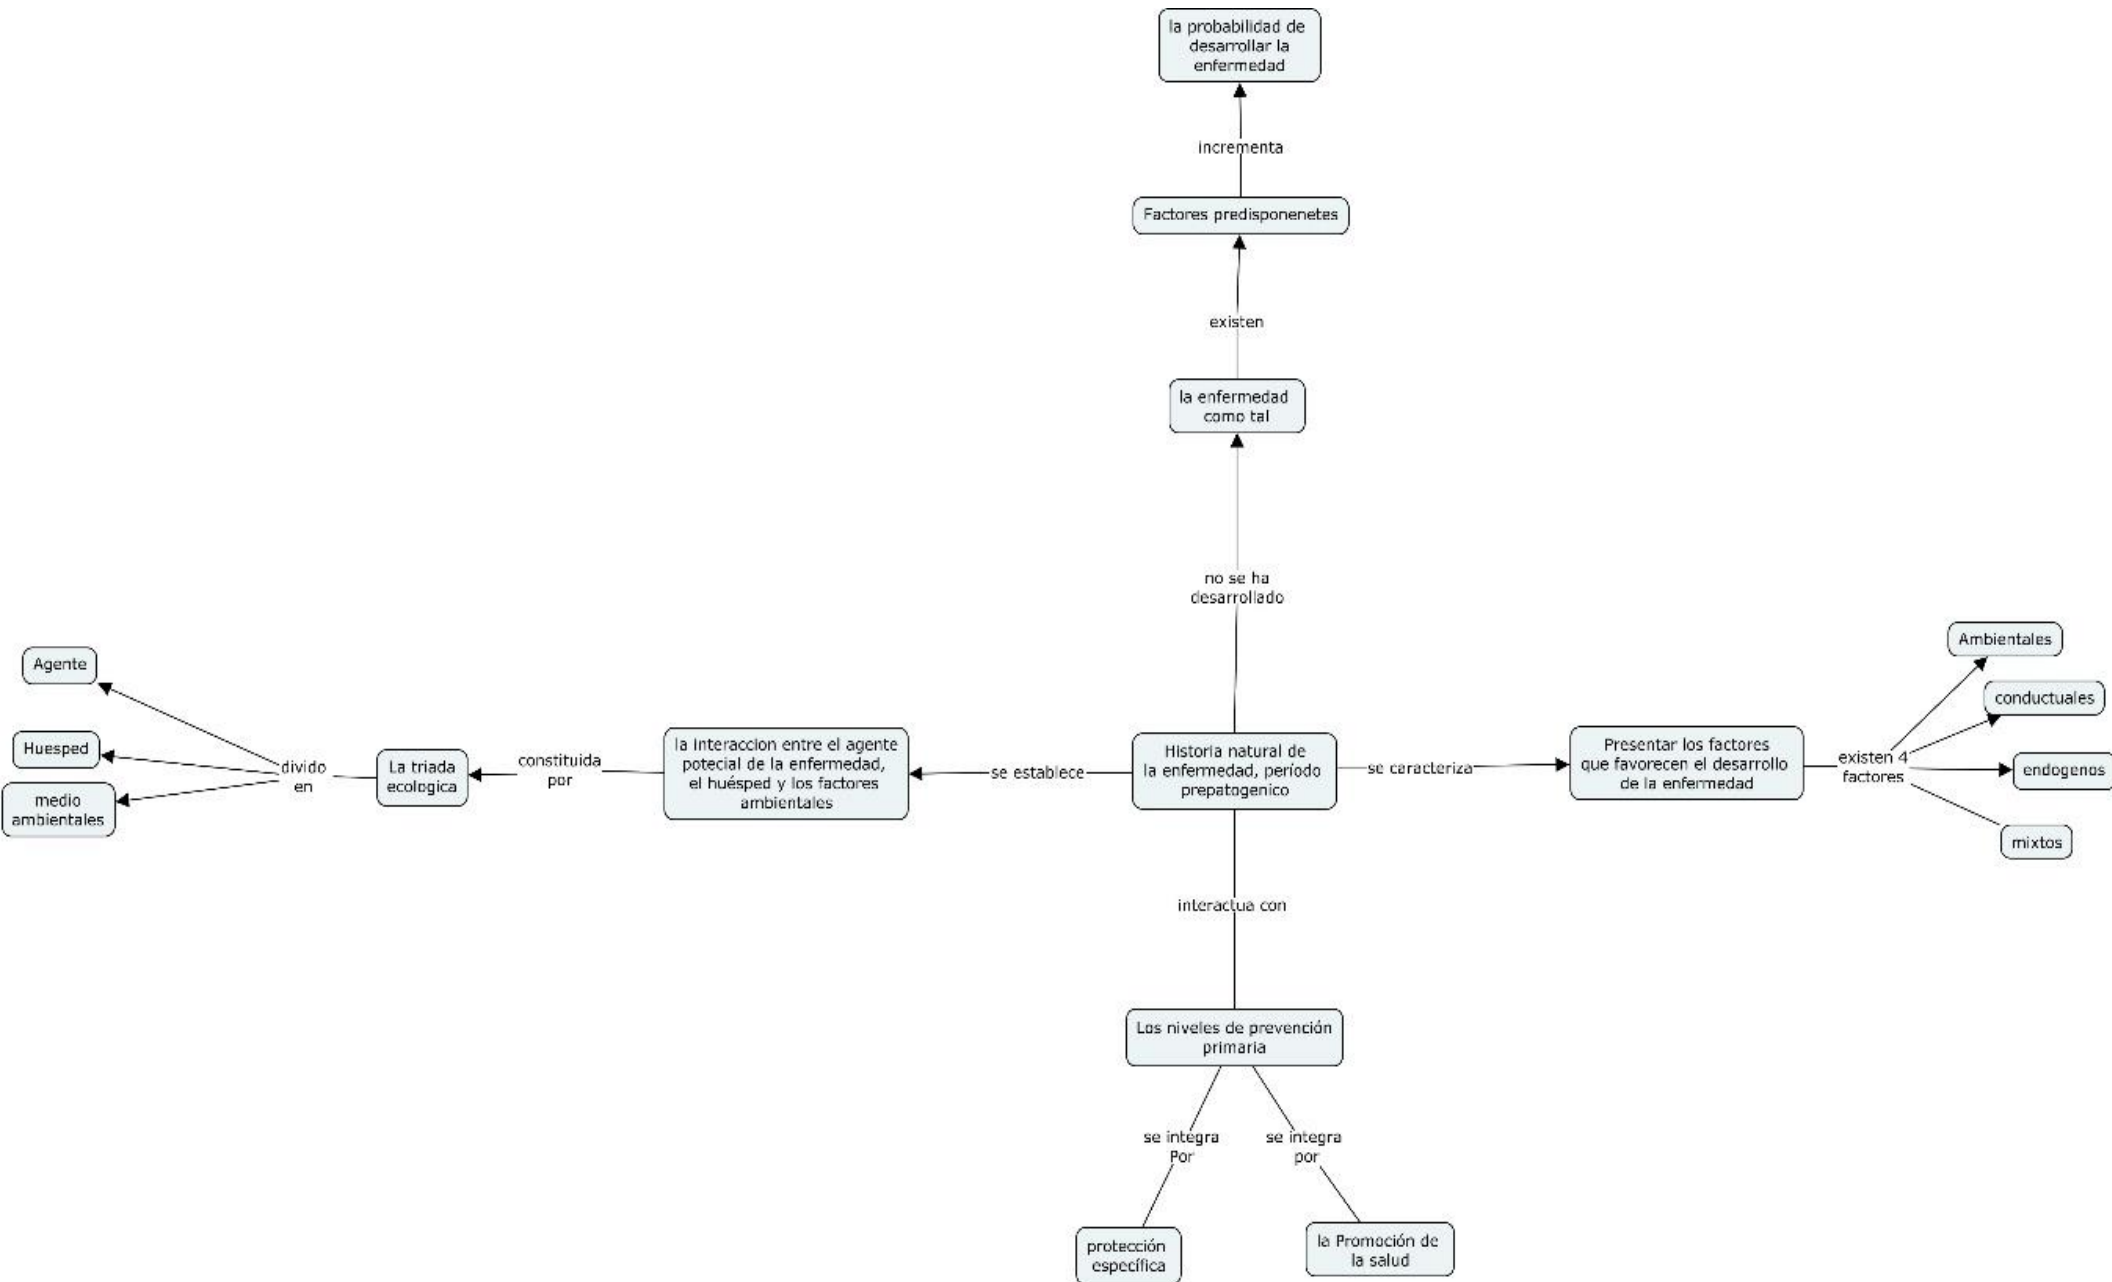 la probabilidad de
desarrollar la
enfermedad
incrementa
Factores predisponenetes
existen
la enfermedad
como tal
no se ha
desarrollado
Agente
Huesped
medio
ambientales
divido
en
La triada
ecologica
constituida
por
la interaccion entre el agente
potecial de la enfermedad,
el huésped y los factores
ambientales
se establece
Historia natural de
la enfermedad, período
prepatogenico
se caracteriza
Presentar los factores
que favorecen el desarrollo
de la enfermedad
existen 4
factores
Ambientales
conductuales
endogenos
mixtos
interactua con
Los niveles de prevención
primaria
se integra
Por
se integra
por
protección
específica
la Promoción de
la salud